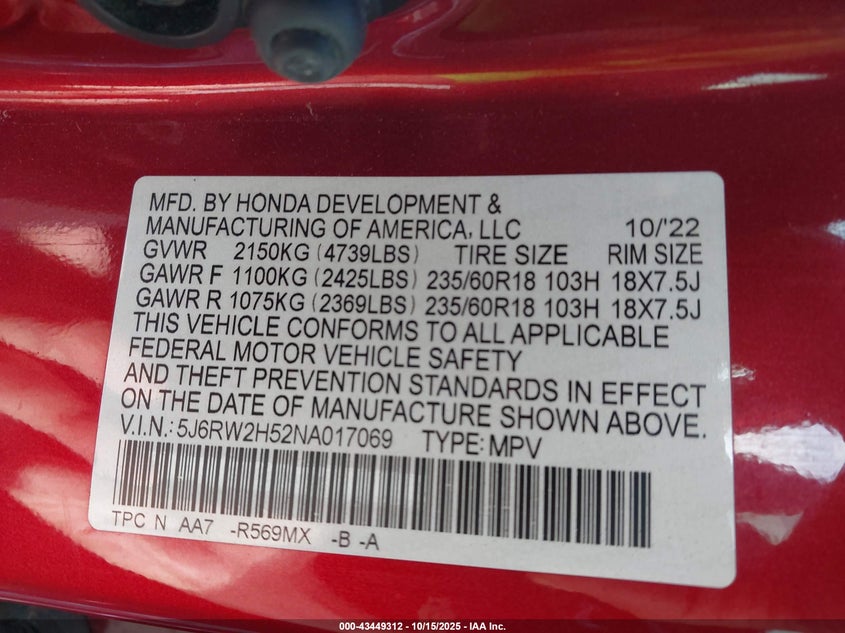 MFD. BY HONDA DEVELOPMENT &
MANUFACTURING OF AMERICA, LLC 10/'22
GVWR 2150KG (4739LBS) TIRE SIZE RIM SIZE
GAWR F 1100KG (2425LBS) 235/60R18 103H 18X7.5J
GAWR R 1075KG (2369LBS) 235/60R18 103H 18X7.5J
THIS VEHICLE CONFORMS TO ALL APPLICABLE
FEDERAL MOTOR VEHICLE SAFETY
AND THEFT PREVENTION STANDARDS IN EFFECT
ON THE DATE OF MANUFACTURE SHOWN ABOVE.
V.I.N.: 5J6RW2H52NA017069 TYPE: MPV
TPC N AA7 -R569MX -B -A
000-43449312 - 10/15/2025 - IAA Inc.